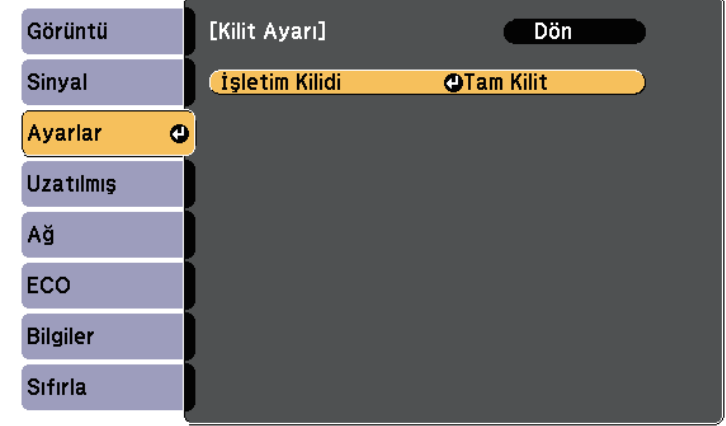 Görüntü
Sinyal
Ayarlar
Uzatılmış
Ağ
ECO
Bilgiler
Sıfırla
[Kilit Ayarı] Dön
İşletim Kilidi Tam Kilit